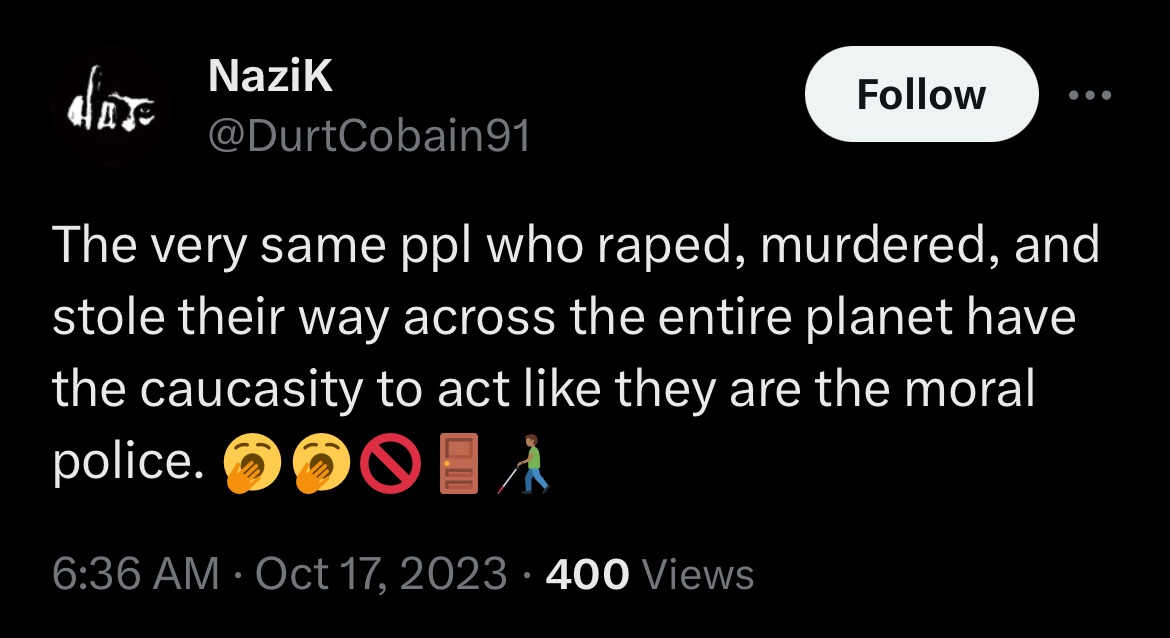 NaziK
@DurtCobain91
Follow
The very same ppl who raped, murdered, and
stole their way across the entire planet have
the caucasity to act like they are the moral
police. 🥱🥱🚫🚪👨🏽‍🦯
6:36 AM · Oct 17, 2023 · 400 Views